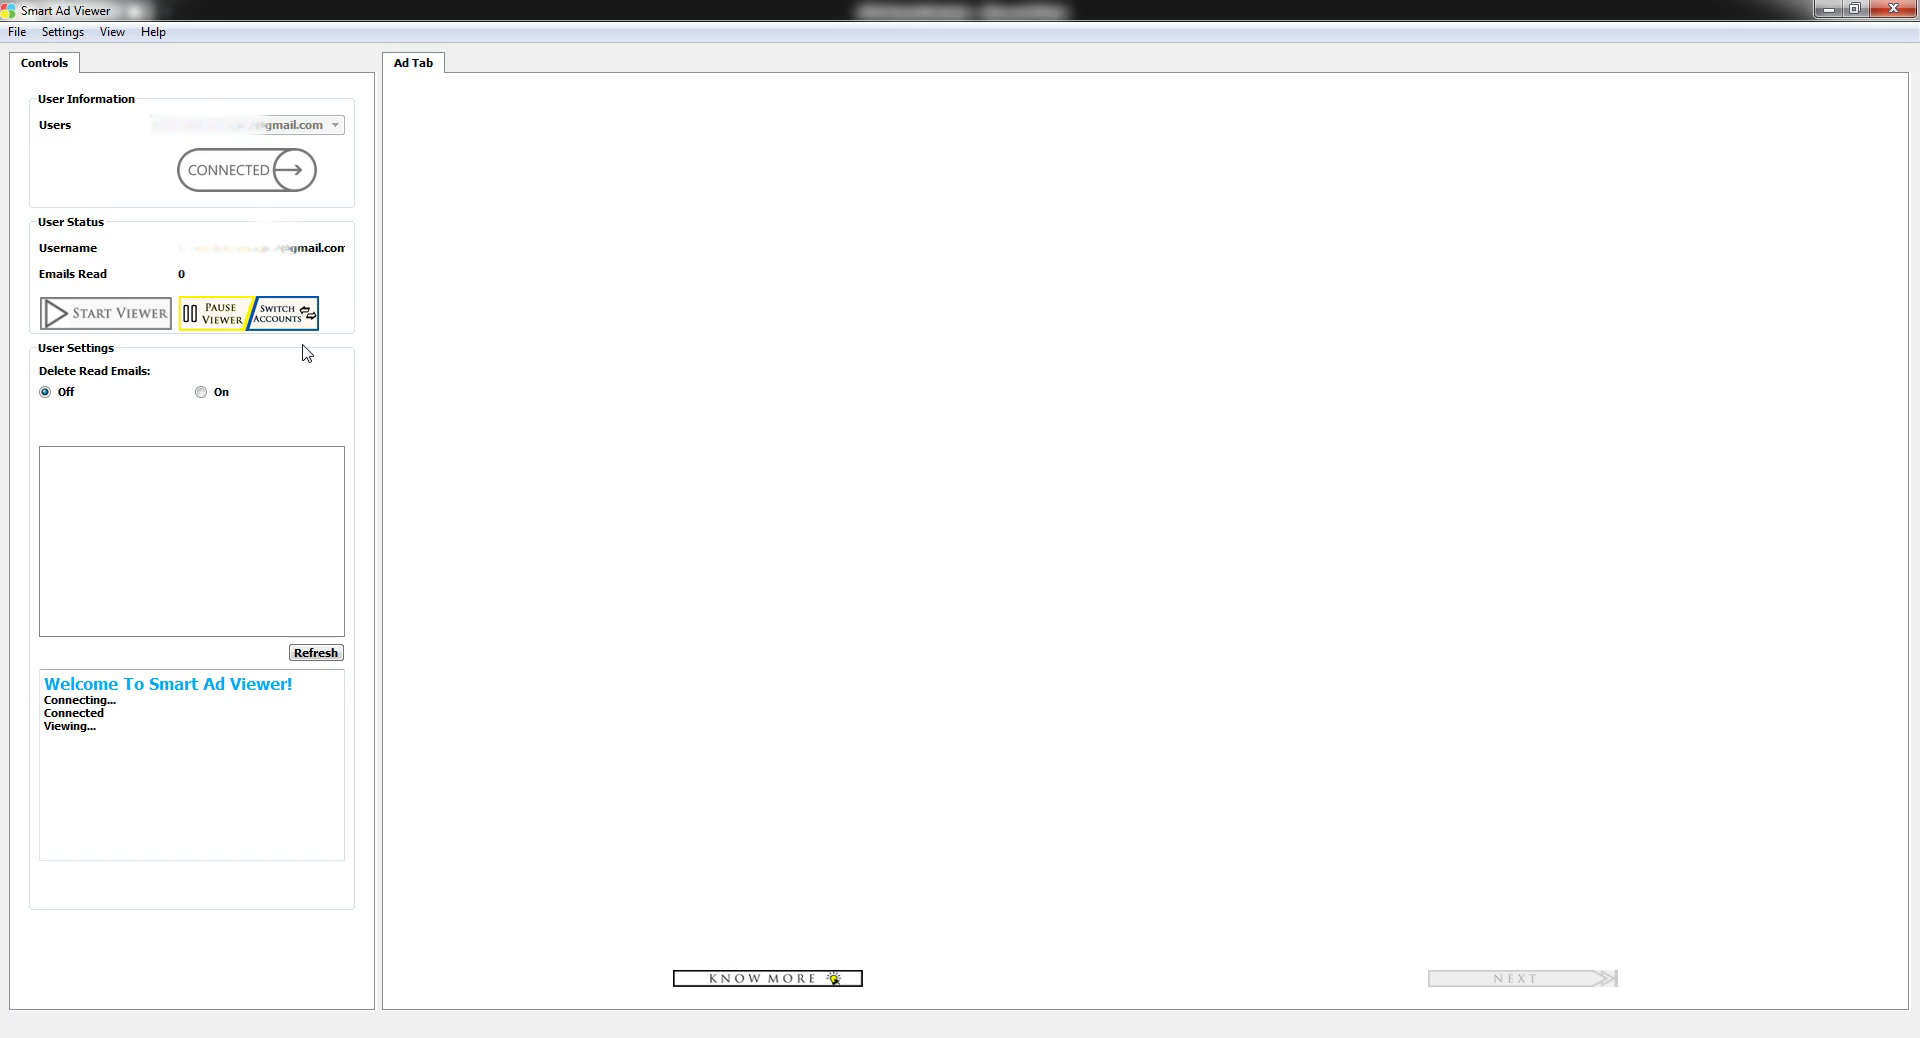 Smart Ad Viewer
File Settings View Help
Controls
Ad Tab
User Information
Users @gmail.com
CONNECTED
User Status
Username @gmail.com
Emails Read 0
START VIEWER
PAUSE VIEWER
SWITCH ACCOUNTS
User Settings
Delete Read Emails:
Off On
Refresh
Welcome To Smart Ad Viewer!
Connecting...
Connected
Viewing...
KNOW MORE
NEXT